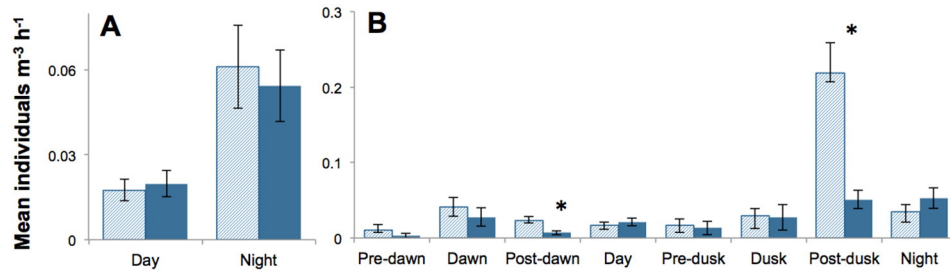 A
B
Mean individuals m-3 h-1
0.06
0.03
0
Day Night
0.3
0.2
0.1
0
*
*
Pre-dawn Dawn Post-dawn Day Pre-dusk Dusk Post-dusk Night